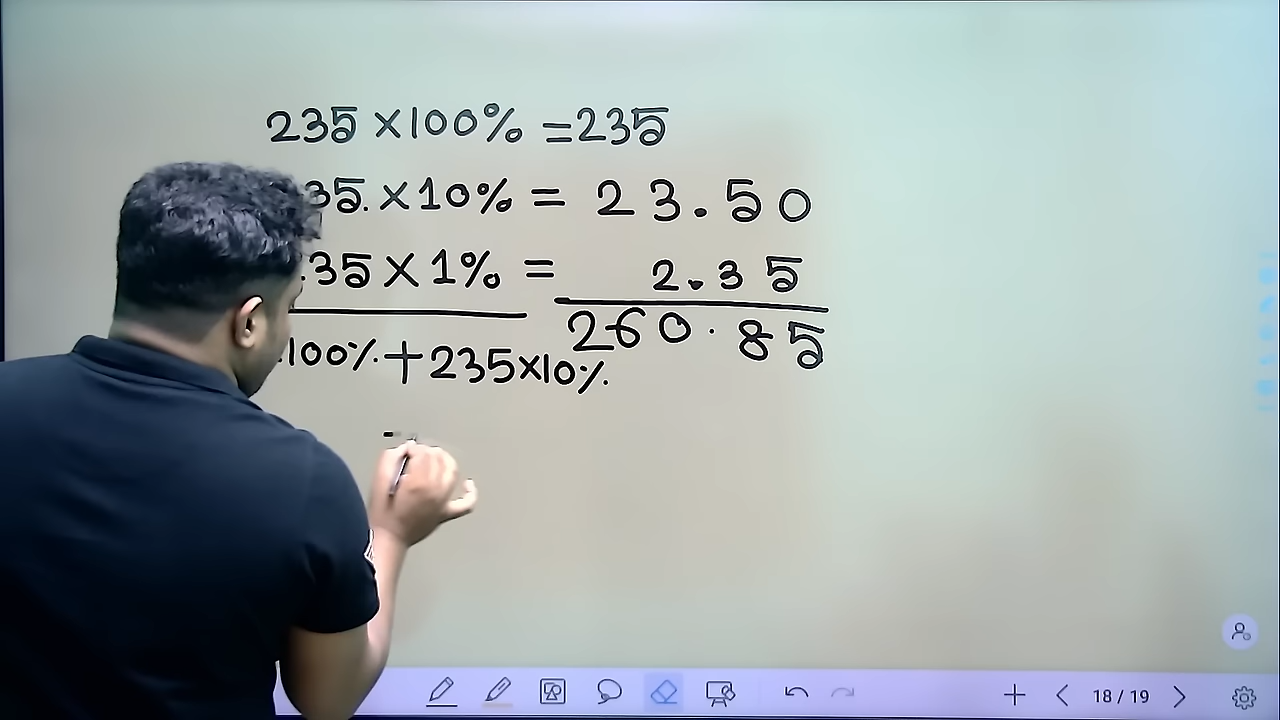 235 ×100% =235
35. ×10% = 23.50
.35 × 1% = 2.35
260.85
100% + 235×10%
18 / 19